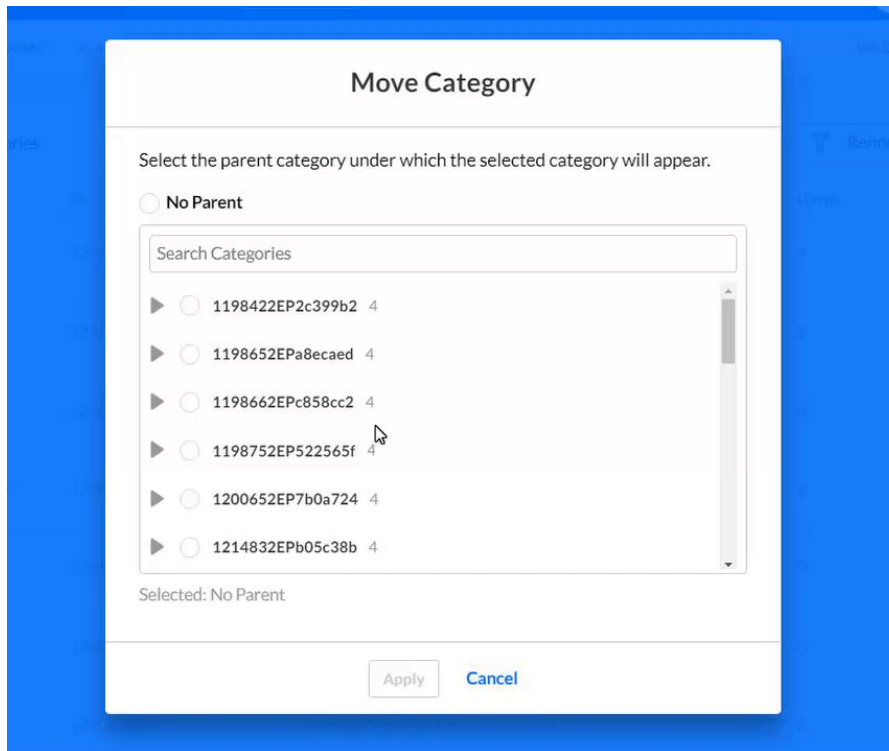 Move Category
Select the parent category under which the selected category will appear.
No Parent
Search Categories
1198422EP2c399b2 4
1198652EPa8ecaed 4
1198662EPc858cc2 4
1198752EP522565f 4
1200652EP7b0a724 4
1214832EPb05c38b 4
Selected: No Parent
Apply Cancel